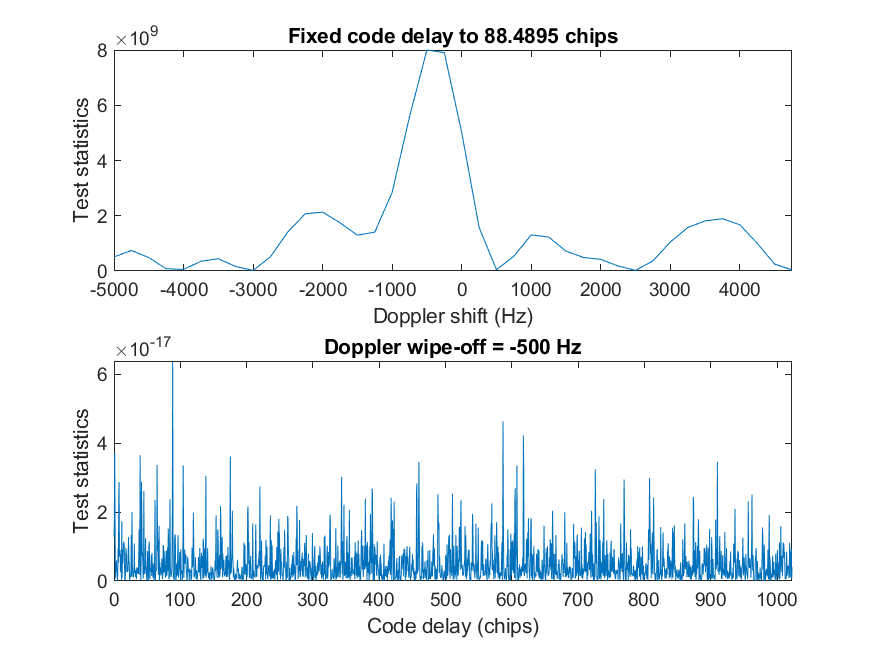 ×10^9
Fixed code delay to 88.4895 chips
8
6
4
2
0
Test statistics
-5000 -4000 -3000 -2000 -1000 0 1000 2000 3000 4000
Doppler shift (Hz)
×10^-17
Doppler wipe-off = -500 Hz
6
4
2
0
Test statistics
0 100 200 300 400 500 600 700 800 900 1000
Code delay (chips)